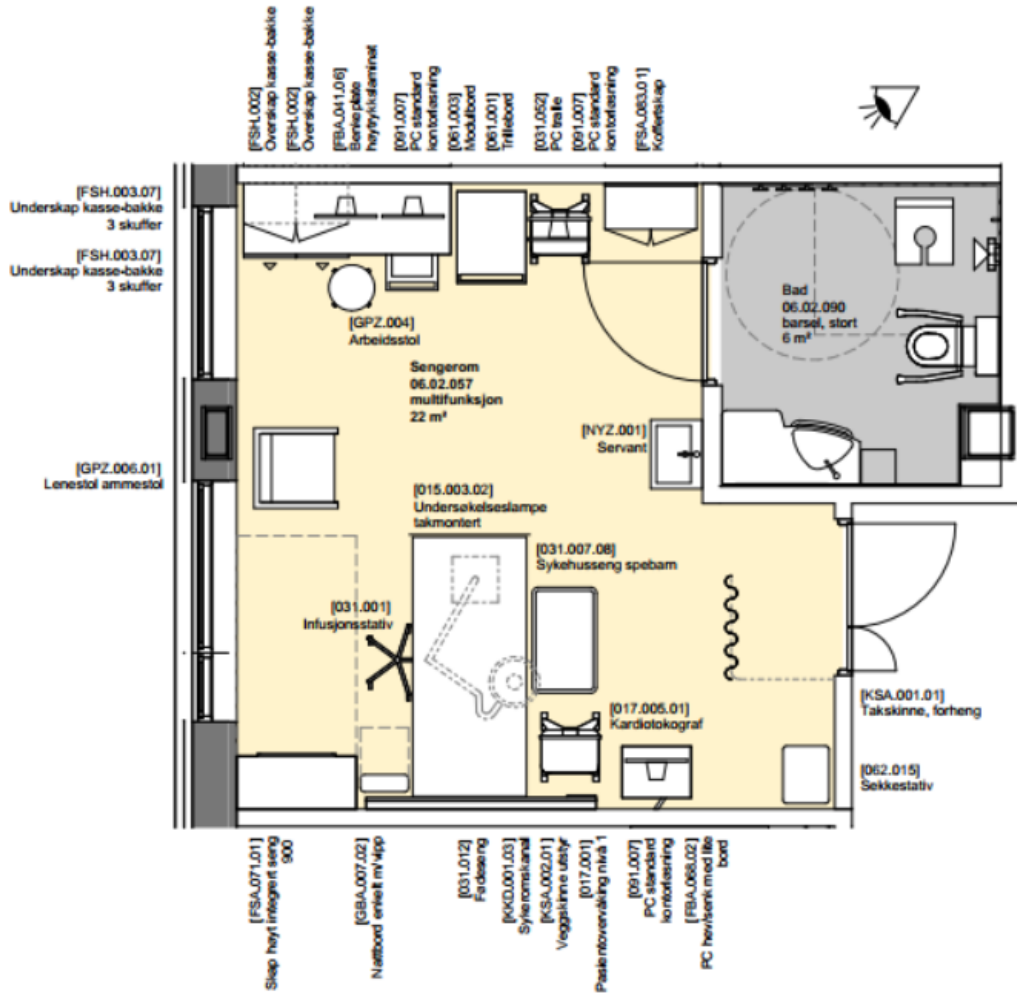 [FSH.002]
Overskap kasse-bakke
[FSH.002]
Overskap kasse-bakke
[FBA.041.06]
Benkeplate
høytrykkslaminat
[091.007]
PC standard
kontorløsning
[061.003]
Modulbord
[061.001]
Trillebord
[031.052]
PC tralle
[091.007]
PC standard
kontorløsning
[FSA.083.01]
Koffertskap
[FSH.003.07]
Underskap kasse-bakke
3 skuffer
[FSH.003.07]
Underskap kasse-bakke
3 skuffer
[GPZ.004]
Arbeidsstol
Bad
06.02.090
barsel, stort
6 m²
Sengerom
06.02.057
multifunksjon
22 m²
[NYZ.001]
Servant
[GPZ.006.01]
Lenestol ammestol
[015.003.02]
Undersøkelseslampe
takmontert
[031.007.08]
Sykehusseng spebarn
[031.001]
Infusjonsstativ
[KSA.001.01]
Takskinne, forheng
[017.005.01]
Kardiotokograf
[062.015]
Sekkestativ
[FSA.071.01]
Skap høyt integrert seng
900
[GBA.007.02]
Nattbord enkelt m/vipp
[031.012]
Fødeseng
[KKD.001.03]
Sykeromskanal
[KSA.002.01]
Veggskinne utstyr
[017.001]
Pasientovervåking nivå 1
[091.007]
PC standard
kontorløsning
[FBA.068.02]
PC hev/senk med lite
bord